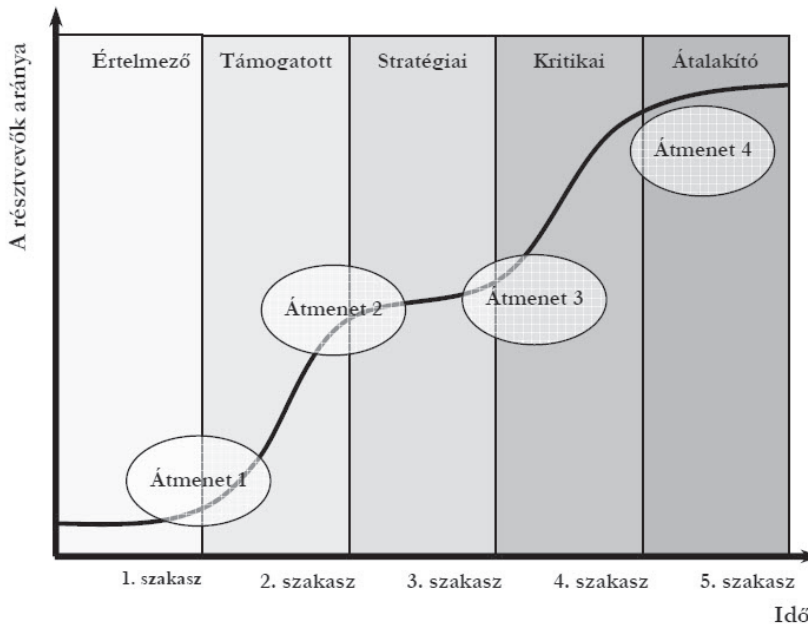 A résztvevők aránya
Értelmező
Támogatott
Stratégiai
Kritikai
Átalakító
Átmenet 4
Átmenet 2
Átmenet 3
Átmenet 1
1. szakasz
2. szakasz
3. szakasz
4. szakasz
5. szakasz
Idő